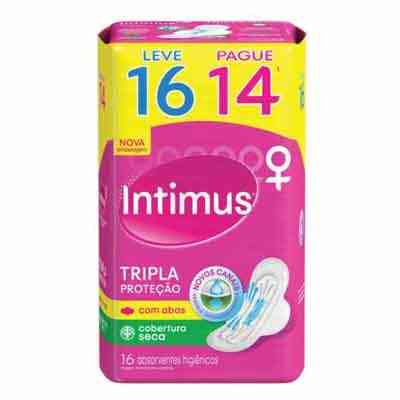 LEVE PAGUE
16 14
NOVA
embalagem
Intimus
TRIPLA
PROTEÇÃO
NOVOS CANAIS
com abas
cobertura
seca
16 absorventes higiênicos